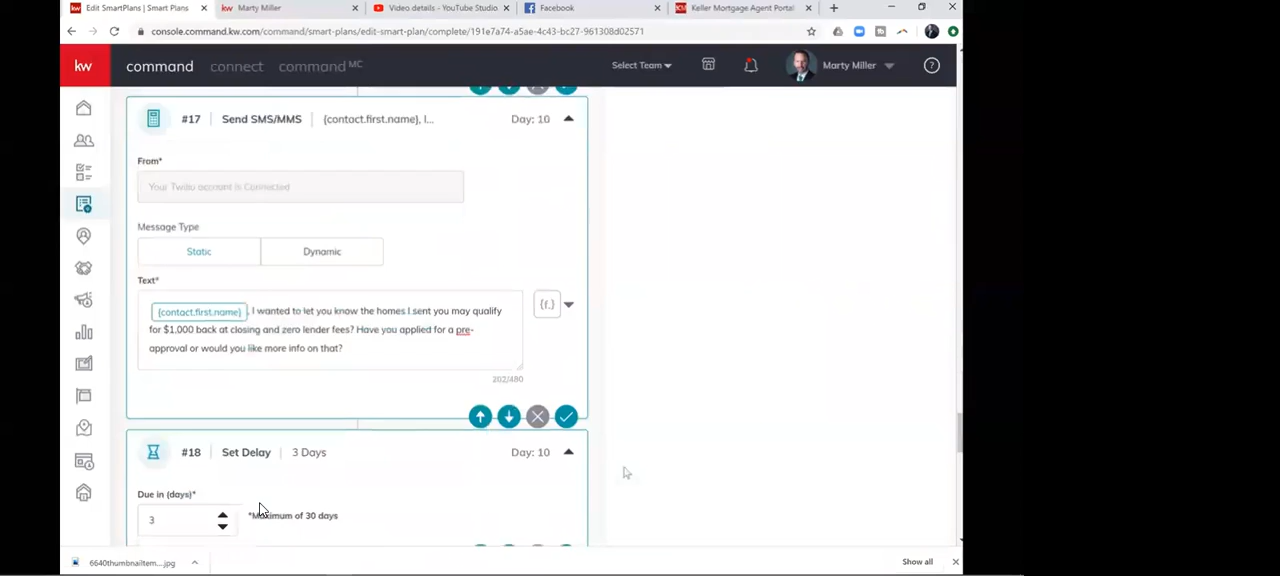 Edit SmartPlans | Smart Plans
Marty Miller
Video details - YouTube Studio
Facebook
Keller Mortgage Agent Portal
console.command.kw.com/command/smart-plans/edit-smart-plan/complete/191e7a74-a5ae-4c43-bc27-961308d02571
kw command connect command MC Select Team Marty Miller
#17 Send SMS/MMS {contact.first.name}, I... Day: 10
From*
Your Twilio account is Connected
Message Type
Static Dynamic
Text*
{contact.first.name}, I wanted to let you know the homes I sent you may qualify
for $1,000 back at closing and zero lender fees? Have you applied for a pre-
approval or would you like more info on that?
{f.}
202/480
#18 Set Delay 3 Days Day: 10
Due in (days)*
3 *Maximum of 30 days
6640thumbnailtem....jpg Show all